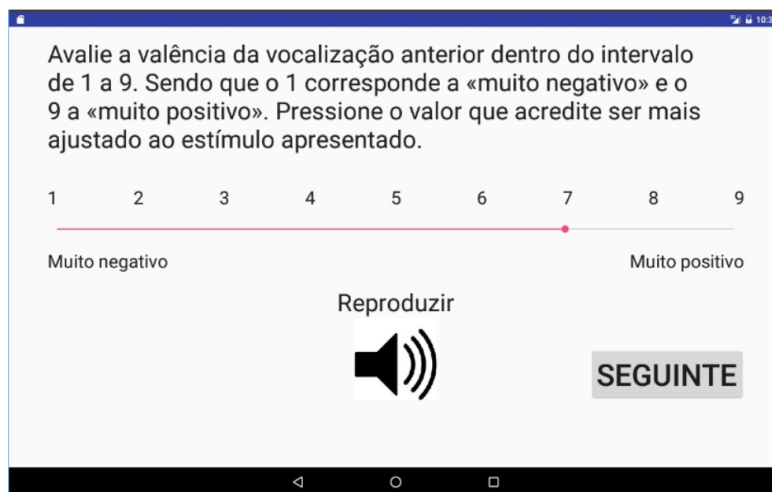 10:3
Avalie a valência da vocalização anterior dentro do intervalo
de 1 a 9. Sendo que o 1 corresponde a «muito negativo» e o
9 a «muito positivo». Pressione o valor que acredite ser mais
ajustado ao estímulo apresentado.
1 2 3 4 5 6 7 8 9
Muito negativo Muito positivo
Reproduzir
SEGUINTE